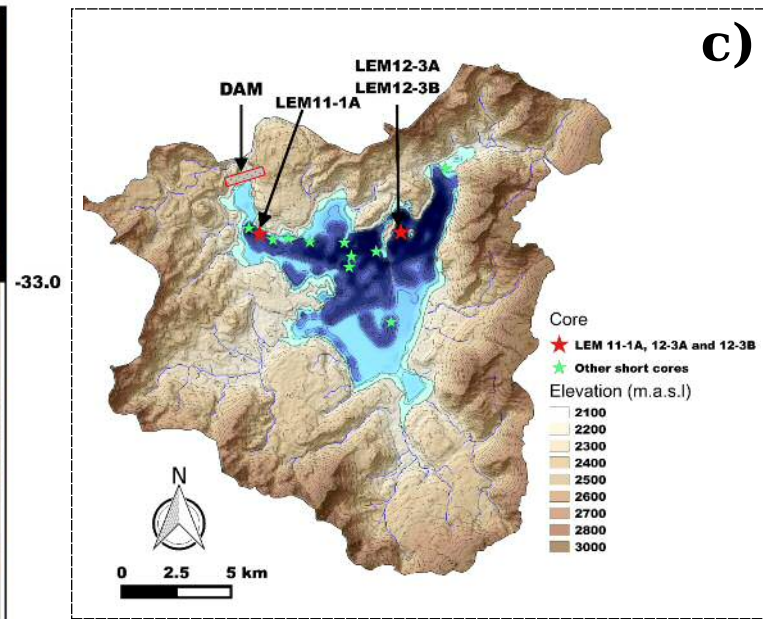 c)
LEM12-3A
LEM12-3B
DAM
LEM11-1A
-33.0
Core
LEM 11-1A, 12-3A and 12-3B
Other short cores
Elevation (m.a.s.l)
2100
2200
2300
2400
2500
2600
2700
2800
3000
N
0 2.5 5 km